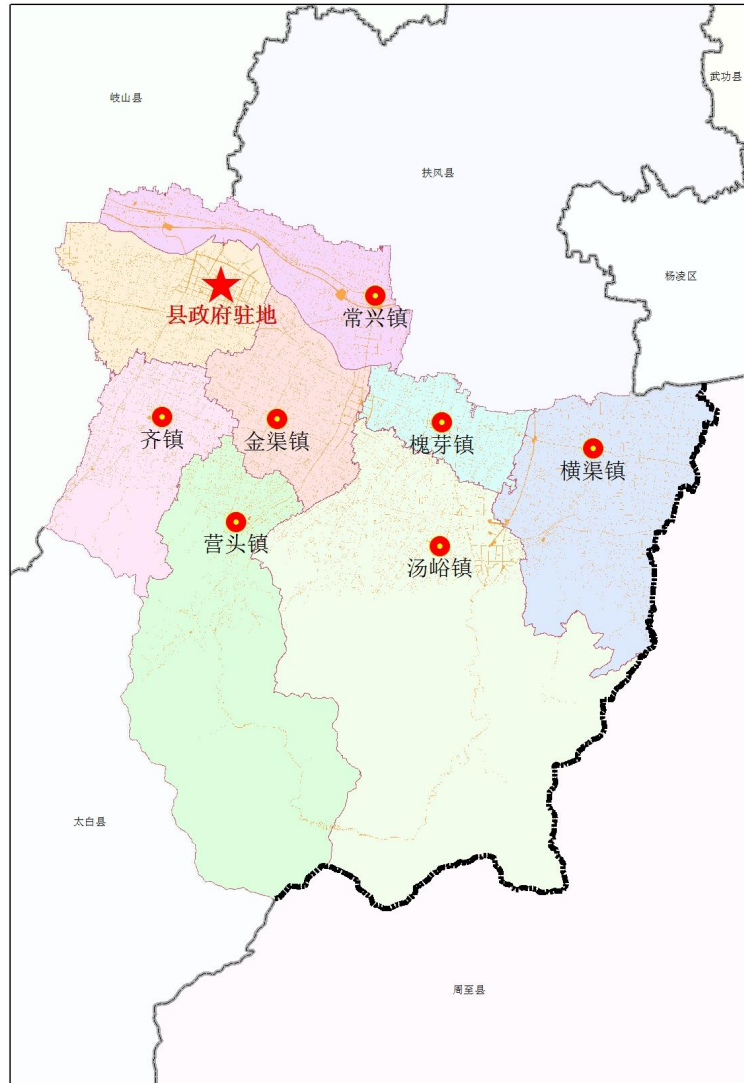 武功县
岐山县
扶风县
杨凌区
县政府驻地
常兴镇
齐镇
金渠镇
槐芽镇
横渠镇
营头镇
汤峪镇
太白县
周至县